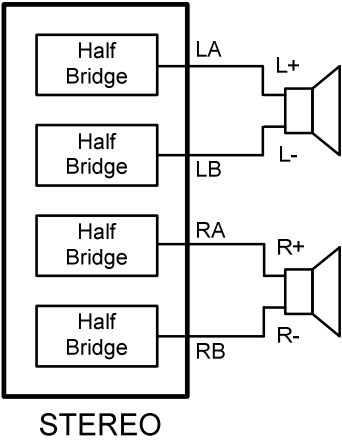 Half
Bridge
LA
L+
Half
Bridge
L-
LB
Half
Bridge
RA
R+
Half
Bridge
R-
RB
STEREO